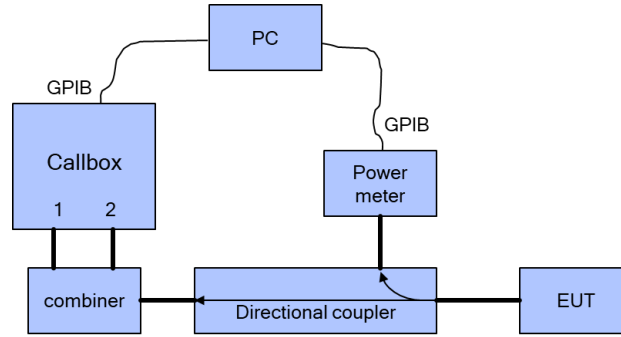 PC
GPIB
GPIB
Callbox
1 2
Power
meter
combiner
Directional coupler
EUT